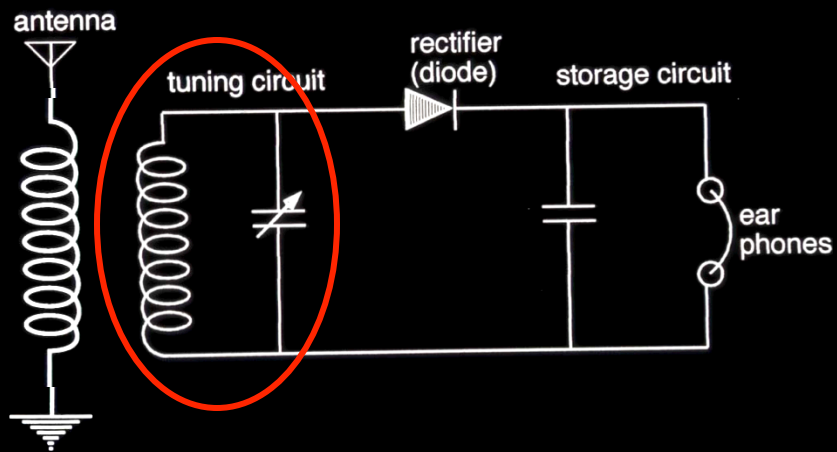 antenna
tuning circuit
rectifier
(diode)
storage circuit
ear
phones